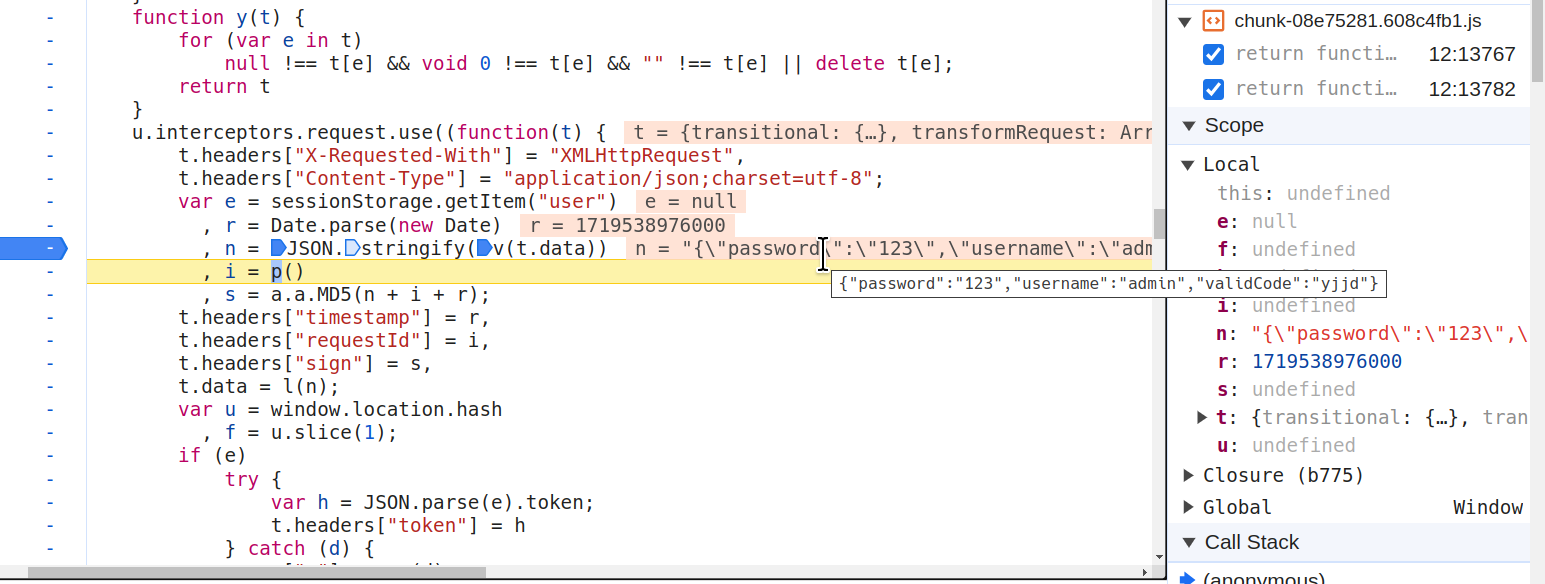 }
function y(t) {
for (var e in t)
null !== t[e] && void 0 !== t[e] && "" !== t[e] || delete t[e];
return t
}
u.interceptors.request.use((function(t) { t = {transitional: {…}, transformRequest: Arr
t.headers["X-Requested-With"] = "XMLHttpRequest",
t.headers["Content-Type"] = "application/json;charset=utf-8";
var e = sessionStorage.getItem("user") e = null
, r = Date.parse(new Date) r = 1719538976000
, n = JSON.stringify(v(t.data)) n = "{\"password\":\"123\",\"username\":\"adm
, i = p()
{"password":"123","username":"admin","validCode":"yjjd"}
, s = a.a.MD5(n + i + r);
t.headers["timestamp"] = r,
t.headers["requestId"] = i,
t.headers["sign"] = s,
t.data = l(n);
var u = window.location.hash
, f = u.slice(1);
if (e)
try {
var h = JSON.parse(e).token;
t.headers["token"] = h
} catch (d) {
chunk-08e75281.608c4fb1.js
return functi… 12:13767
return functi… 12:13782
Scope
Local
this: undefined
e: null
f: undefined
i: undefined
n: "{\"password\":\"123\",\
r: 1719538976000
s: undefined
t: {transitional: {…}, tran
u: undefined
Closure (b775)
Global Window
Call Stack
(anonymous)